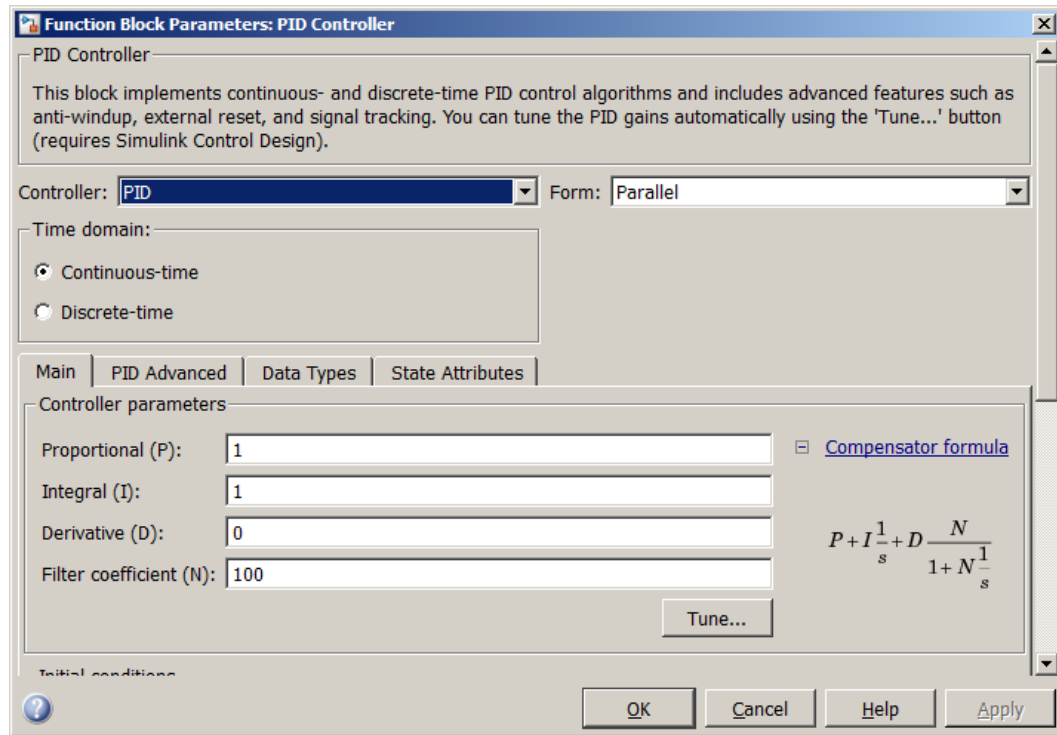 Function Block Parameters: PID Controller
PID Controller
This block implements continuous- and discrete-time PID control algorithms and includes advanced features such as
anti-windup, external reset, and signal tracking. You can tune the PID gains automatically using the 'Tune...' button
(requires Simulink Control Design).
Controller: PID Form: Parallel
Time domain:
Continuous-time
Discrete-time
Main PID Advanced Data Types State Attributes
Controller parameters
Proportional (P): 1 Compensator formula
Integral (I): 1
Derivative (D): 0
P + I 1/s + D N/(1 + N 1/s)
Filter coefficient (N): 100
Tune...
Initial conditions
OK Cancel Help Apply